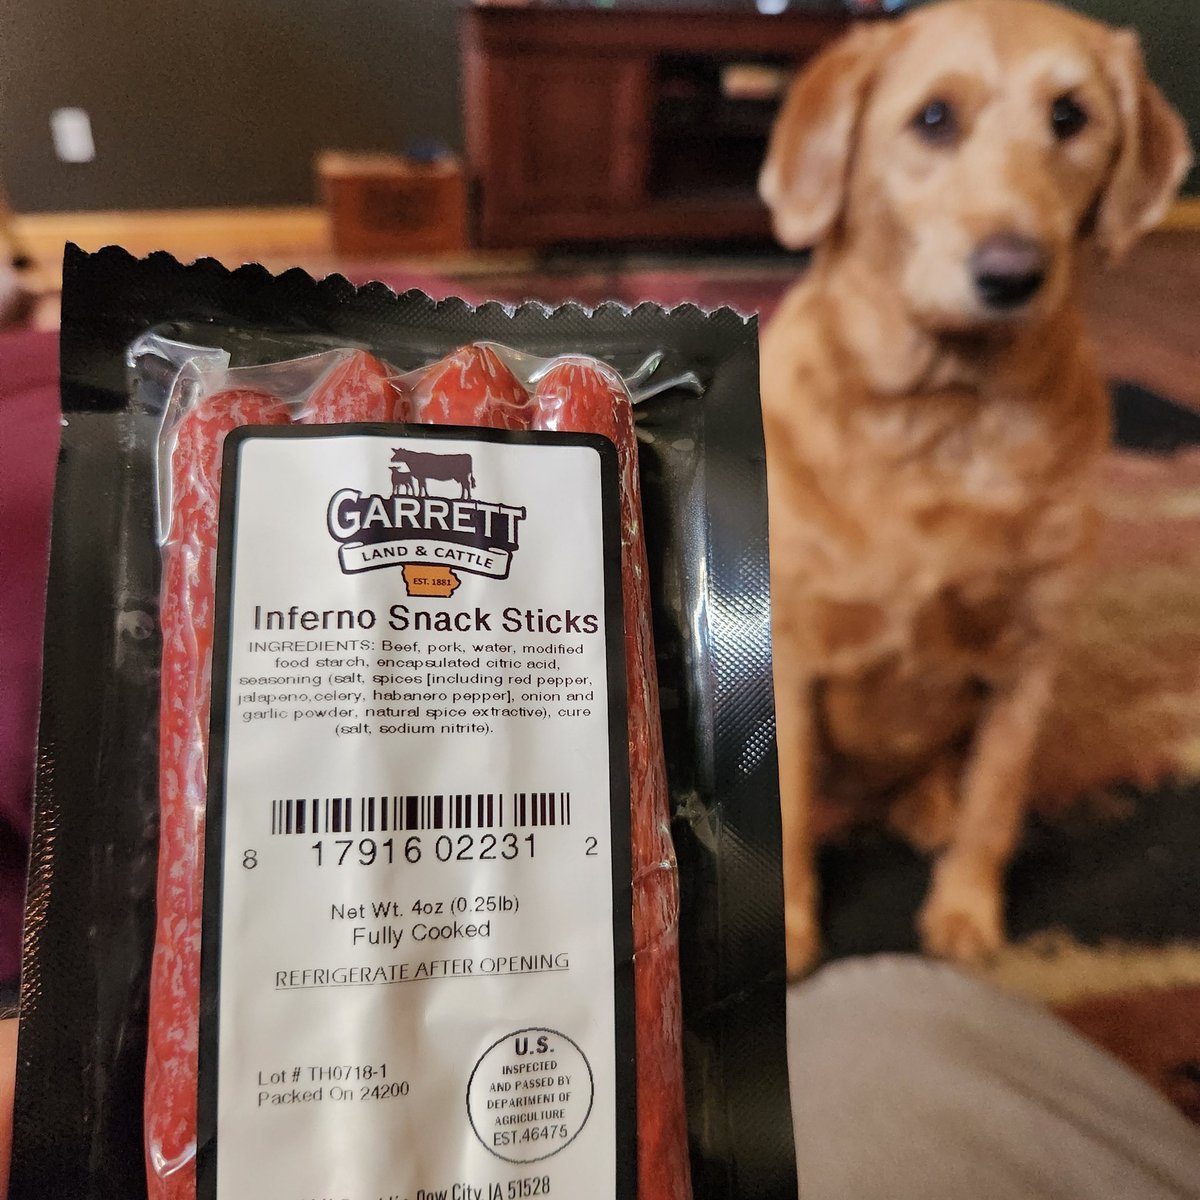 GARRETT
LAND & CATTLE
EST. 1881
Inferno Snack Sticks
INGREDIENTS: Beef, pork, water, modified
food starch, encapsulated citric acid,
seasoning (salt, spices [including red pepper,
jalapeno,celery, habanero pepper], onion and
garlic powder, natural spice extractive), cure
(salt, sodium nitrite).
8 17916 02231 2
Net Wt. 4oz (0.25lb)
Fully Cooked
REFRIGERATE AFTER OPENING
Lot # TH0718-1
Packed On 24200
U.S.
INSPECTED
AND PASSED BY
DEPARTMENT OF
AGRICULTURE
EST.46475
City, IA 51528